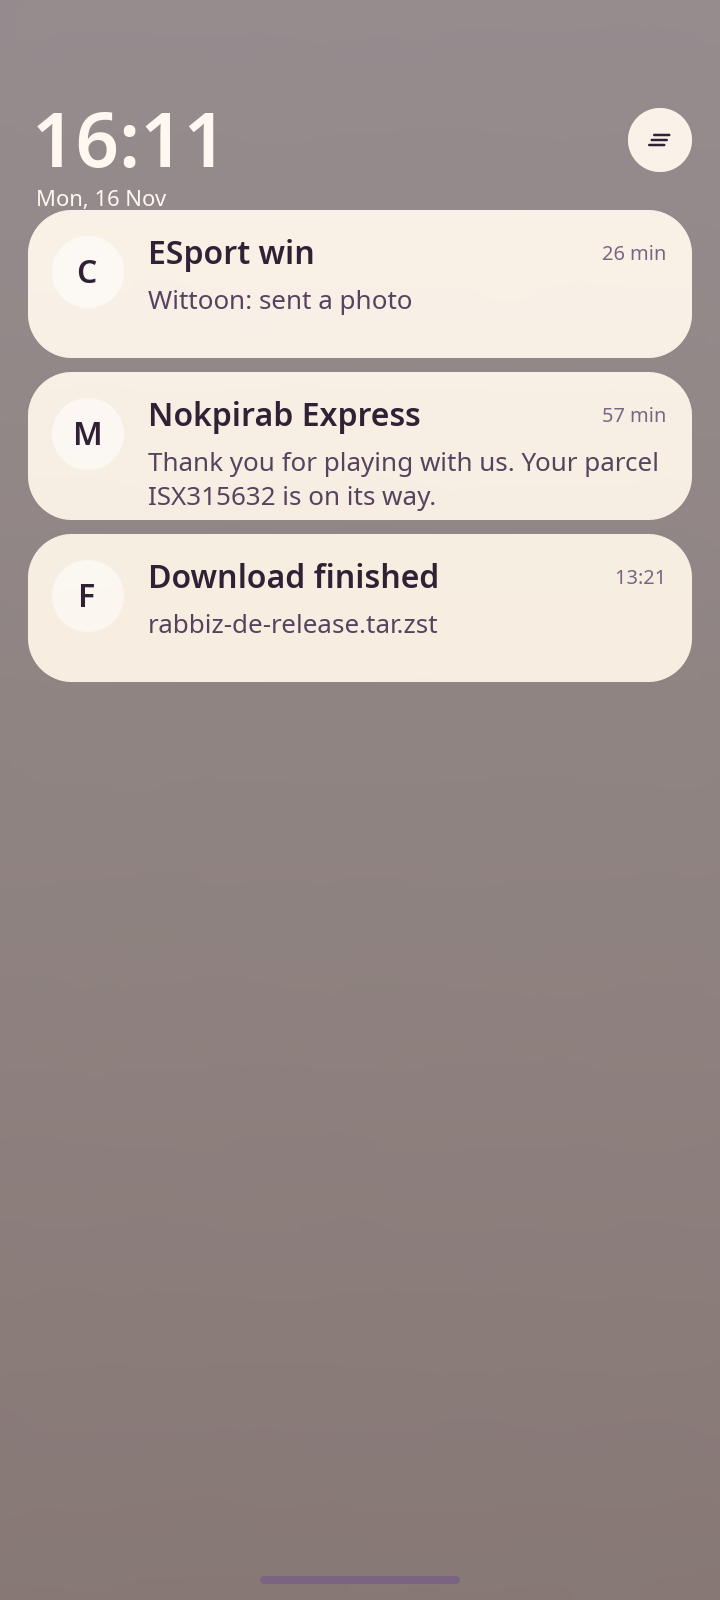 16:11
Mon, 16 Nov
C
ESport win
26 min
Wittoon: sent a photo
M
Nokpirab Express
57 min
Thank you for playing with us. Your parcel
ISX315632 is on its way.
F
Download finished
13:21
rabbiz-de-release.tar.zst